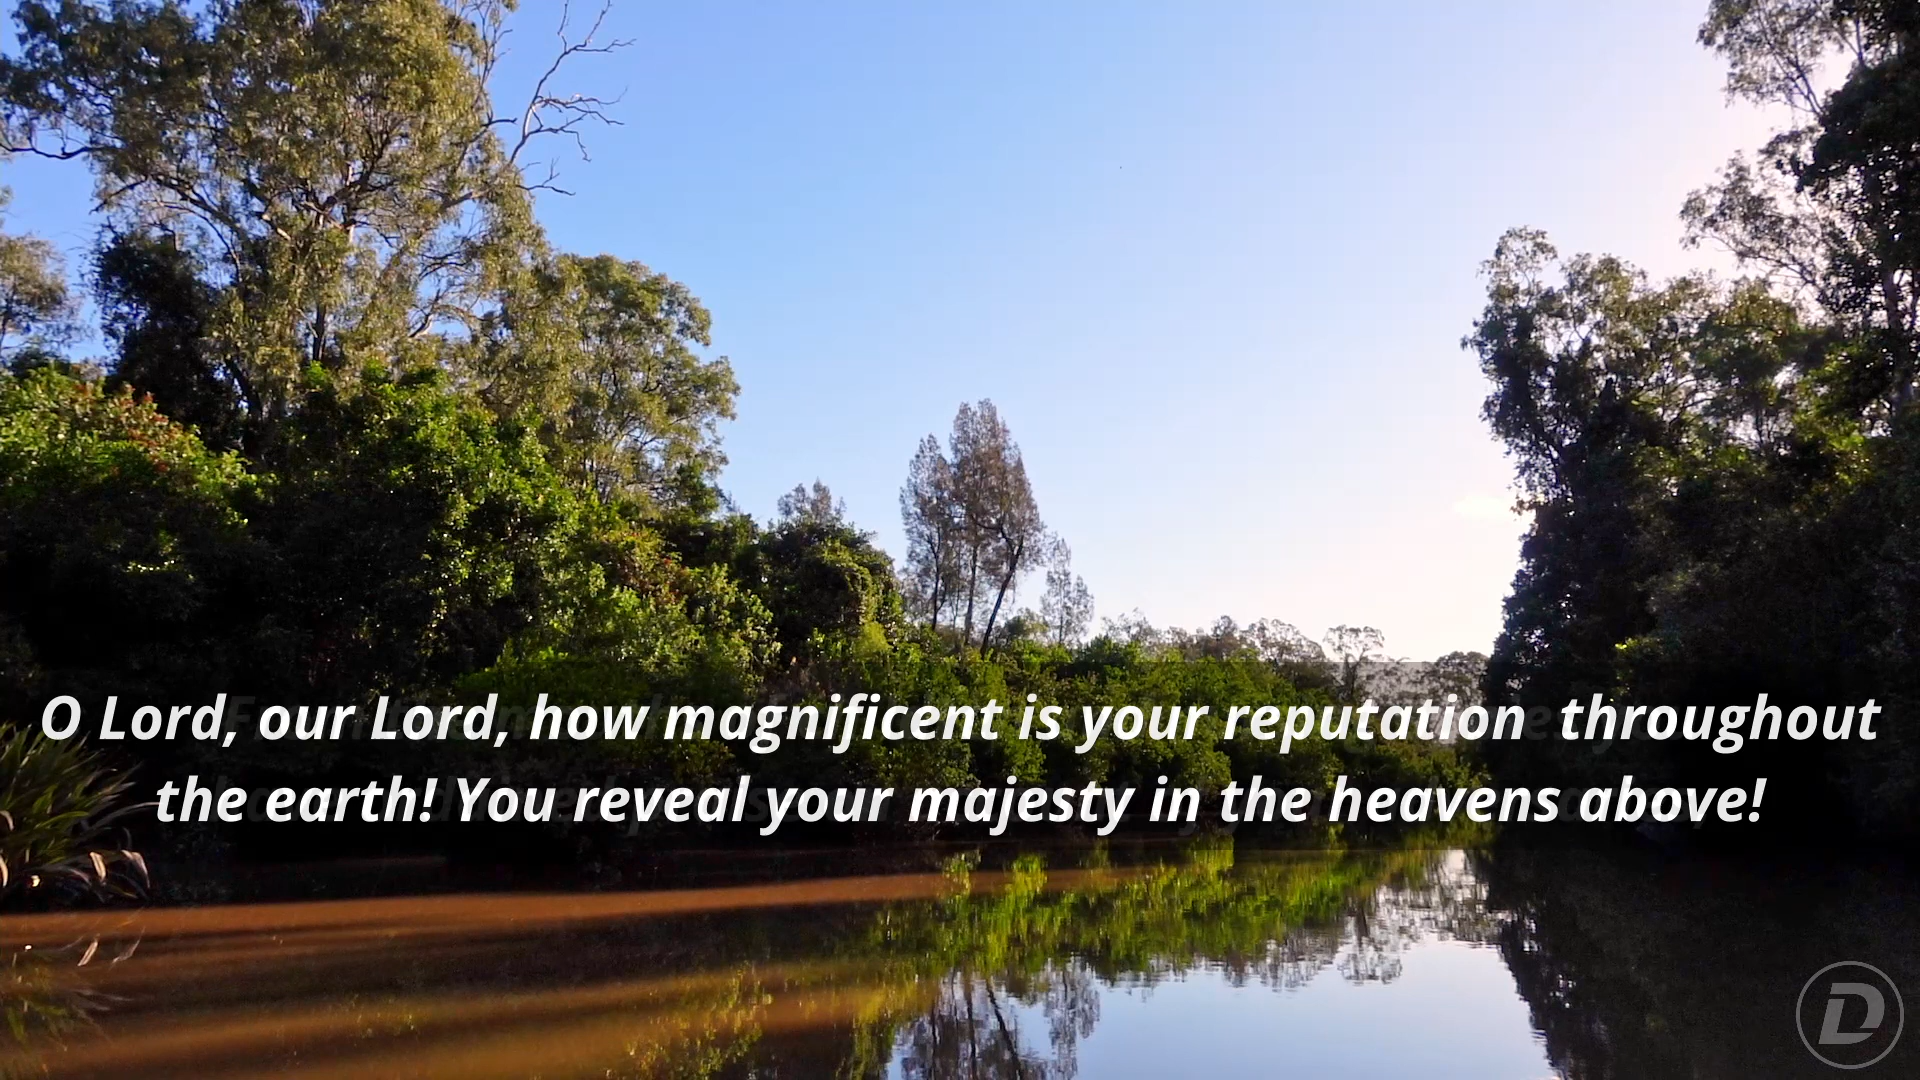 O Lord, our Lord, how magnificent is your reputation throughout
the earth! You reveal your majesty in the heavens above!
D